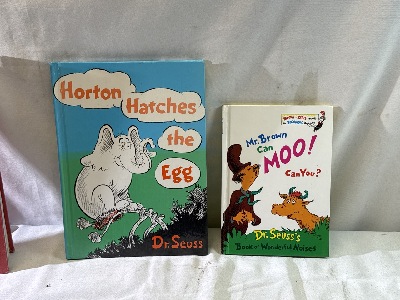 Horton
Hatches
the
Egg
Dr. Seuss
Mr. Brown
Can
MOO!
Can You?
Dr. Seuss's
Book of Wonderful Noises